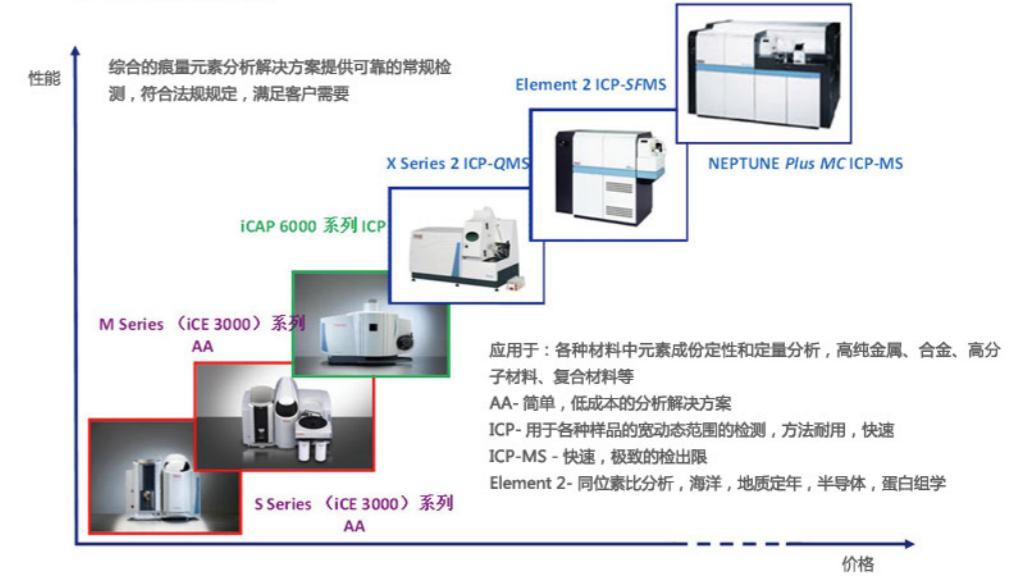 性能
综合的痕量元素分析解决方案提供可靠的常规检
测，符合法规规定，满足客户需要
Element 2 ICP-SFMS
X Series 2 ICP-QMS
NEPTUNE Plus MC ICP-MS
iCAP 6000 系列 ICP
M Series （iCE 3000）系列
AA
应用于：各种材料中元素成份定性和定量分析，高纯金属、合金、高分
子材料、复合材料等
AA- 简单，低成本的分析解决方案
ICP- 用于各种样品的宽动态范围的检测，方法耐用，快速
ICP-MS - 快速，极致的检出限
Element 2- 同位素比分析，海洋，地质定年，半导体，蛋白组学
S Series （iCE 3000）系列
AA
价格